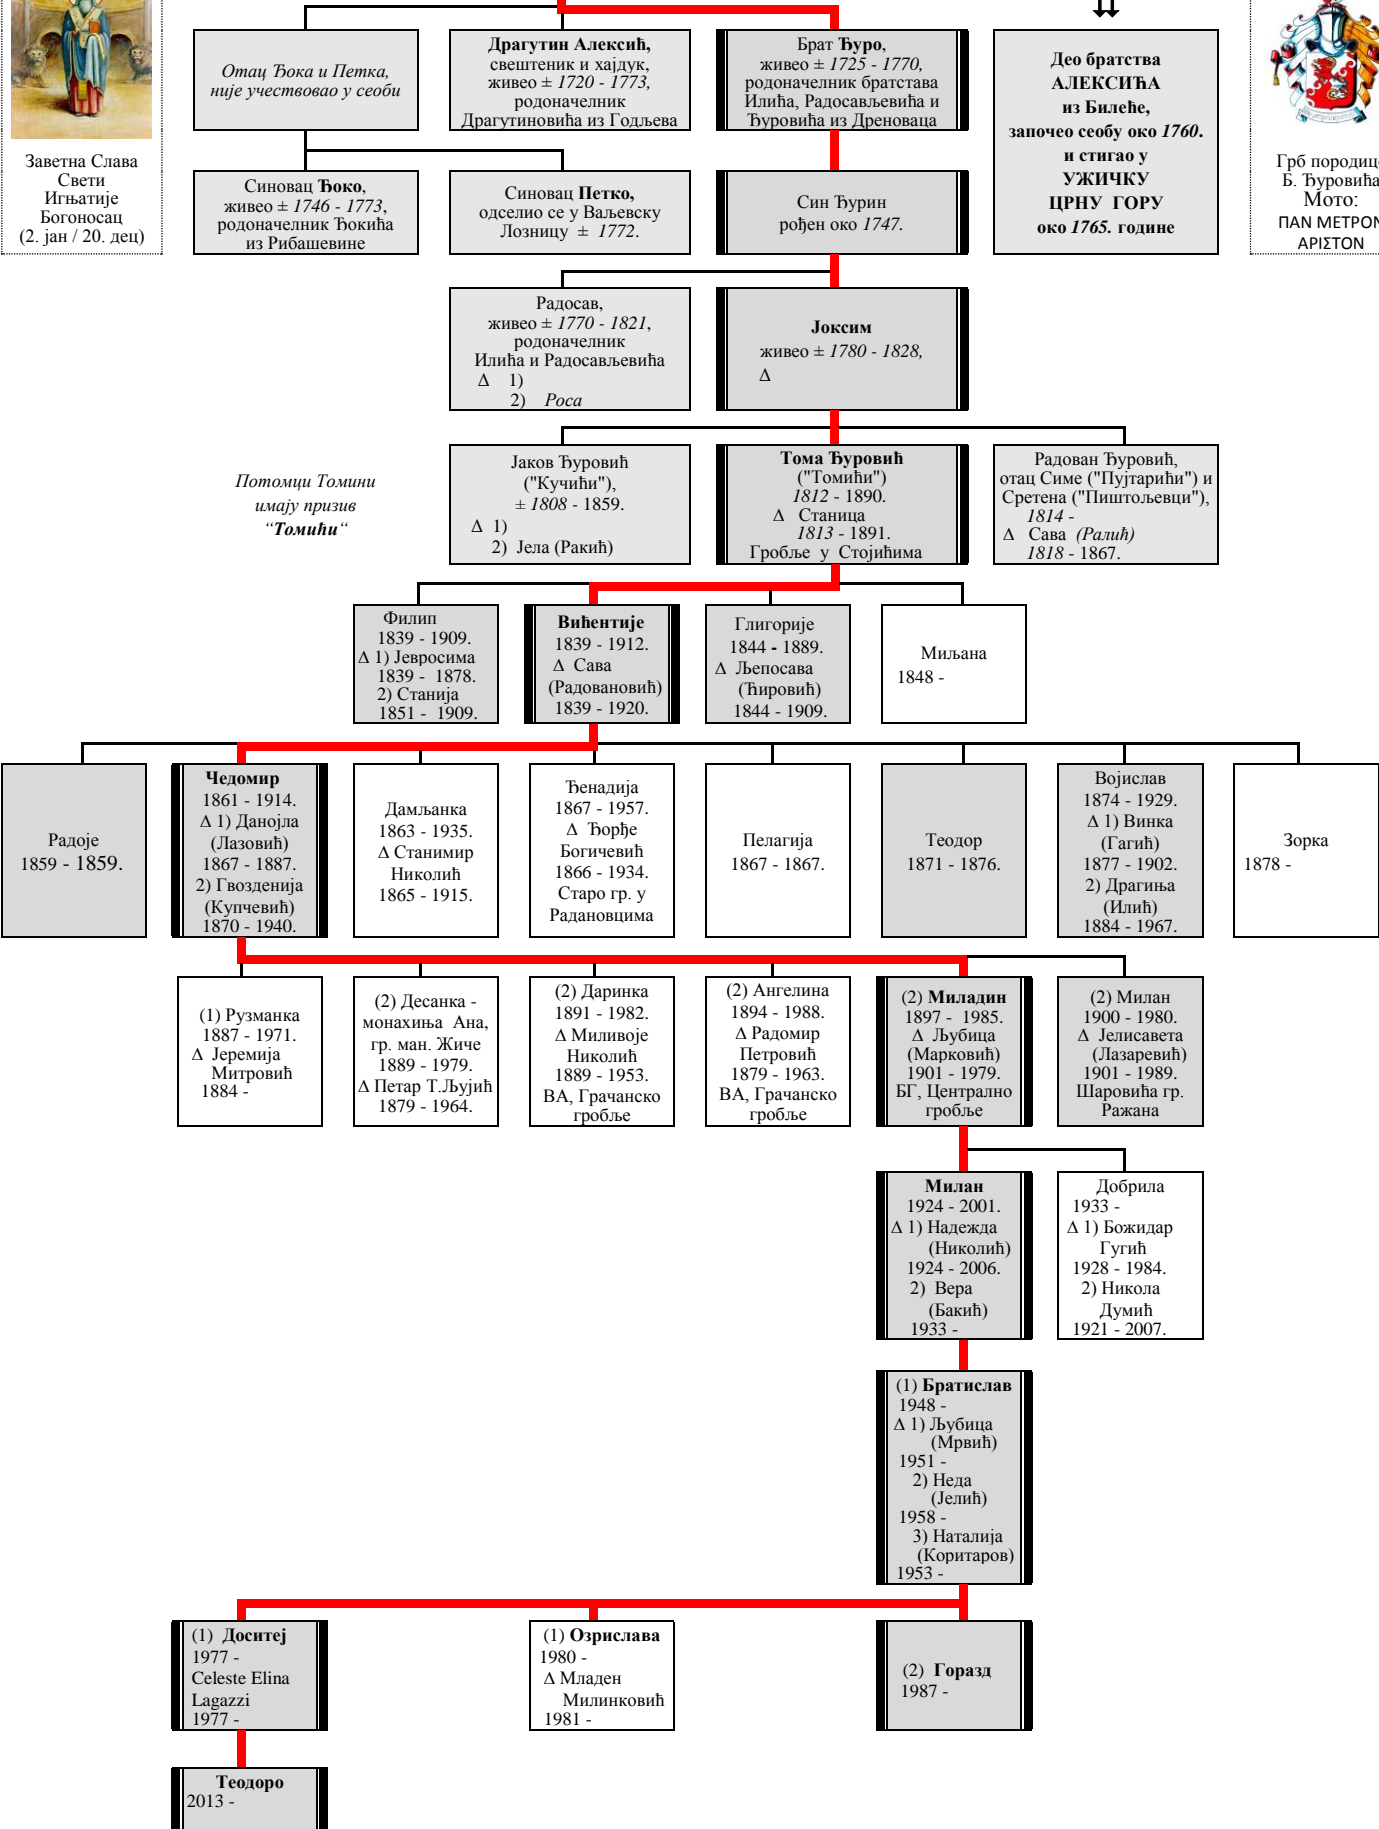 Заветна Слава
Свети
Игњатије
Богоносац
(2. јан / 20. дец)
Отац Ђока и Петка,
није учествовао у сеоби
Драгутин Алексић,
свештеник и хајдук,
живео ± 1720 - 1773,
родоначелник
Драгутиновића из Годљева
Брат Ђуро,
живео ± 1725 - 1770,
родоначелник братстава
Илића, Радосављевића и
Ђуровића из Дреноваца
Део братства
АЛЕКСИЋА
из Билеће,
започео сеобу око 1760.
и стигао у
УЖИЧКУ
ЦРНУ ГОРУ
око 1765. године
Грб породице
Б. Ђуровића
Мото:
ΠΑΝ ΜΕΤΡΟΝ
ΑΡΙΣΤΟΝ
Синовац Ђоко,
живео ± 1746 - 1773,
родоначелник Ђокића
из Рибашевине
Синовац Петко,
одселио се у Ваљевску
Лозницу ± 1772.
Син Ђурин
рођен око 1747.
Радосав,
живео ± 1770 - 1821,
родоначелник
Илића и Радосављевића
Δ 1)
2) Роса
Јоксим
живео ± 1780 - 1828,
Δ
Потомци Томини
имају призив
“Томићи“
Јаков Ђуровић
("Кучићи"),
± 1808 - 1859.
Δ 1)
2) Јела (Ракић)
Тома Ђуровић
("Томићи")
1812 - 1890.
Δ Станица
1813 - 1891.
Гробље у Стојићима
Радован Ђуровић,
отац Симе ("Пујтарићи") и
Сретена ("Пиштољевци"),
1814 -
Δ Сава (Ралић)
1818 - 1867.
Филип
1839 - 1909.
Δ 1) Јевросима
1839 - 1878.
2) Станија
1851 - 1909.
Вићентије
1839 - 1912.
Δ Сава
(Радовановић)
1839 - 1920.
Глигорије
1844 - 1889.
Δ Љепосава
(Ћировић)
1844 - 1909.
Миљана
1848 -
Радоје
1859 - 1859.
Чедомир
1861 - 1914.
Δ 1) Данојла
(Лазовић)
1867 - 1887.
2) Гвозденија
(Купчевић)
1870 - 1940.
Дамљанка
1863 - 1935.
Δ Станимир
Николић
1865 - 1915.
Ђенадија
1867 - 1957.
Δ Ђорђе
Богичевић
1866 - 1934.
Старо гр. у
Радановцима
Пелагија
1867 - 1867.
Теодор
1871 - 1876.
Војислав
1874 - 1929.
Δ 1) Винка
(Гагић)
1877 - 1902.
2) Драгиња
(Илић)
1884 - 1967.
Зорка
1878 -
(1) Рузманка
1887 - 1971.
Δ Јеремија
Митровић
1884 -
(2) Десанка -
монахиња Ана,
гр. ман. Жиче
1889 - 1979.
Δ Петар Т.Љујић
1879 - 1964.
(2) Даринка
1891 - 1982.
Δ Миливоје
Николић
1889 - 1953.
ВА, Грачанско
гробље
(2) Ангелина
1894 - 1988.
Δ Радомир
Петровић
1879 - 1963.
ВА, Грачанско
гробље
(2) Миладин
1897 - 1985.
Δ Љубица
(Марковић)
1901 - 1979.
БГ, Централно
гробље
(2) Милан
1900 - 1980.
Δ Јелисавета
(Лазаревић)
1901 - 1989.
Шаровића гр.
Ражана
Милан
1924 - 2001.
Δ 1) Надежда
(Николић)
1924 - 2006.
2) Вера
(Бакић)
1933 -
Добрила
1933 -
Δ 1) Божидар
Гугић
1928 - 1984.
2) Никола
Думић
1921 - 2007.
(1) Братислав
1948 -
Δ 1) Љубица
(Мрвић)
1951 -
2) Неда
(Јелић)
1958 -
3) Наталија
(Коритаров)
1953 -
(1) Доситеј
1977 -
Celeste Elina
Lagazzi
1977 -
(1) Озрислава
1980 -
Δ Младен
Милинковић
1981 -
(2) Горазд
1987 -
Теодоро
2013 -